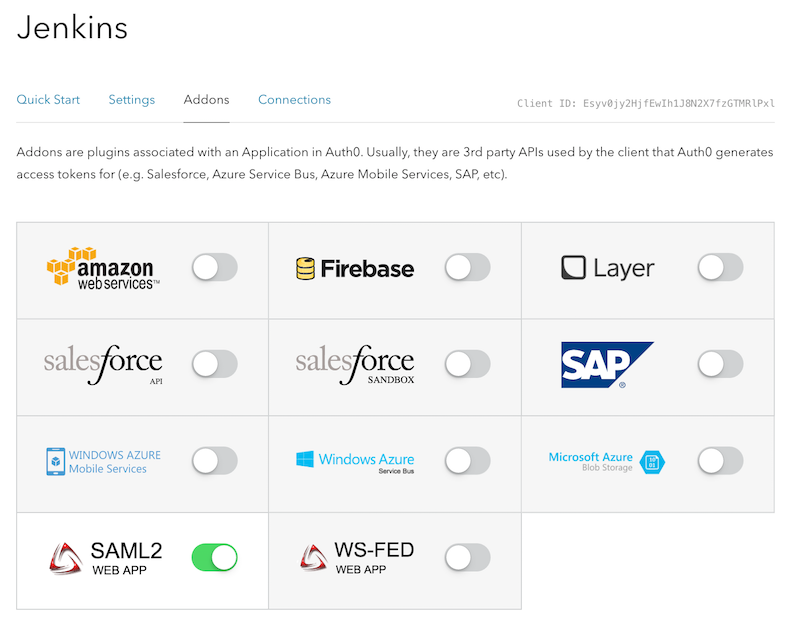 Jenkins
Quick Start Settings Addons Connections
Client ID: Esyv0jy2HjfEwIh1J8N2X7fzGTMRlPxl
Addons are plugins associated with an Application in Auth0. Usually, they are 3rd party APIs used by the client that Auth0 generates
access tokens for (e.g. Salesforce, Azure Service Bus, Azure Mobile Services, SAP, etc).
amazon
web services™
Firebase
Layer
salesforce
API
salesforce
SANDBOX
SAP®
WINDOWS AZURE
Mobile Services
Windows Azure
Service Bus
Microsoft Azure
Blob Storage
10
01
SAML2
WEB APP
WS-FED
WEB APP